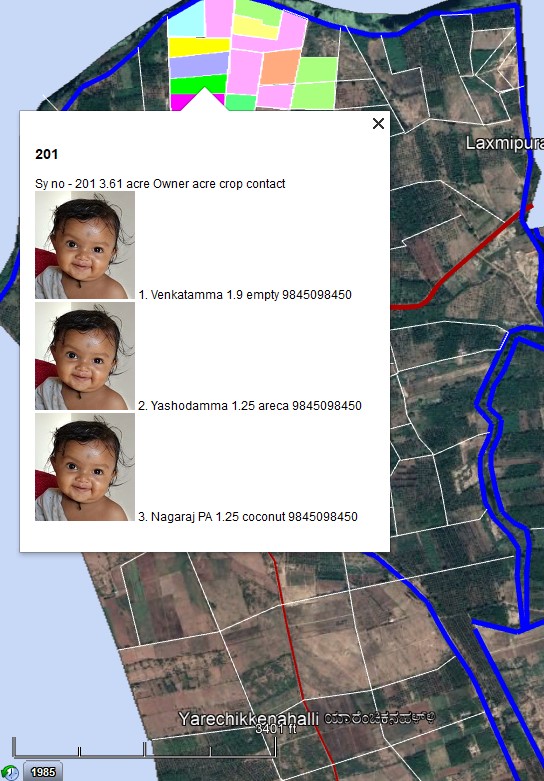 Laxmipura
201
Sy no - 201 3.61 acre Owner acre crop contact
1. Venkatamma 1.9 empty 9845098450
2. Yashodamma 1.25 areca 9845098450
3. Nagaraj PA 1.25 coconut 9845098450
Yarechikkenahalli ಯಾರೆಂಚಿಕನಹಳ್ಳಿ
3401 ft
1985